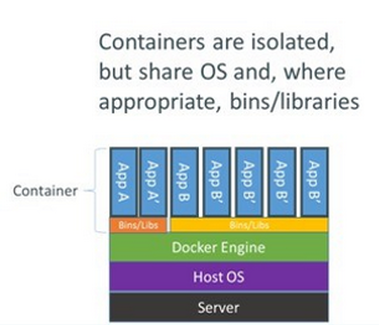 Containers are isolated,
but share OS and, where
appropriate, bins/libraries
Container
App A
App A'
App B
App B'
App B'
App B'
App B'
Bins/Libs
Bins/Libs
Docker Engine
Host OS
Server